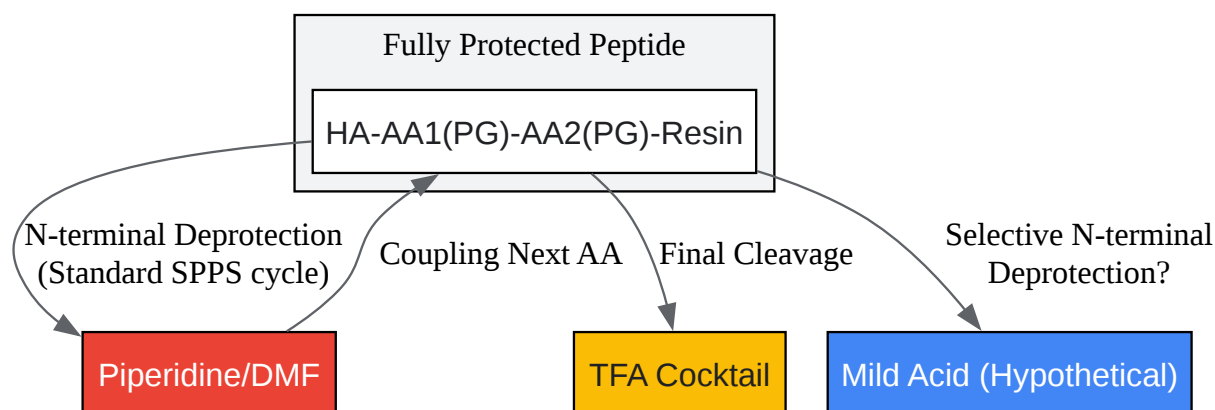 Fully Protected Peptide
HA-AA1(PG)-AA2(PG)-Resin
N-terminal Deprotection
(Standard SPPS cycle)
Coupling Next AA
Final Cleavage
Selective N-terminal
Deprotection?
Piperidine/DMF
TFA Cocktail
Mild Acid (Hypothetical)